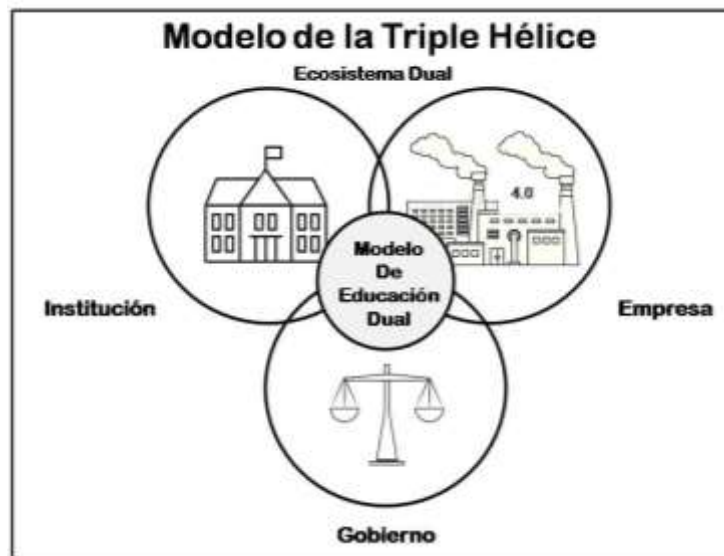 Modelo de la Triple Hélice
Ecosistema Dual
4.0
Modelo
De
Educación
Dual
Institución
Empresa
Gobierno